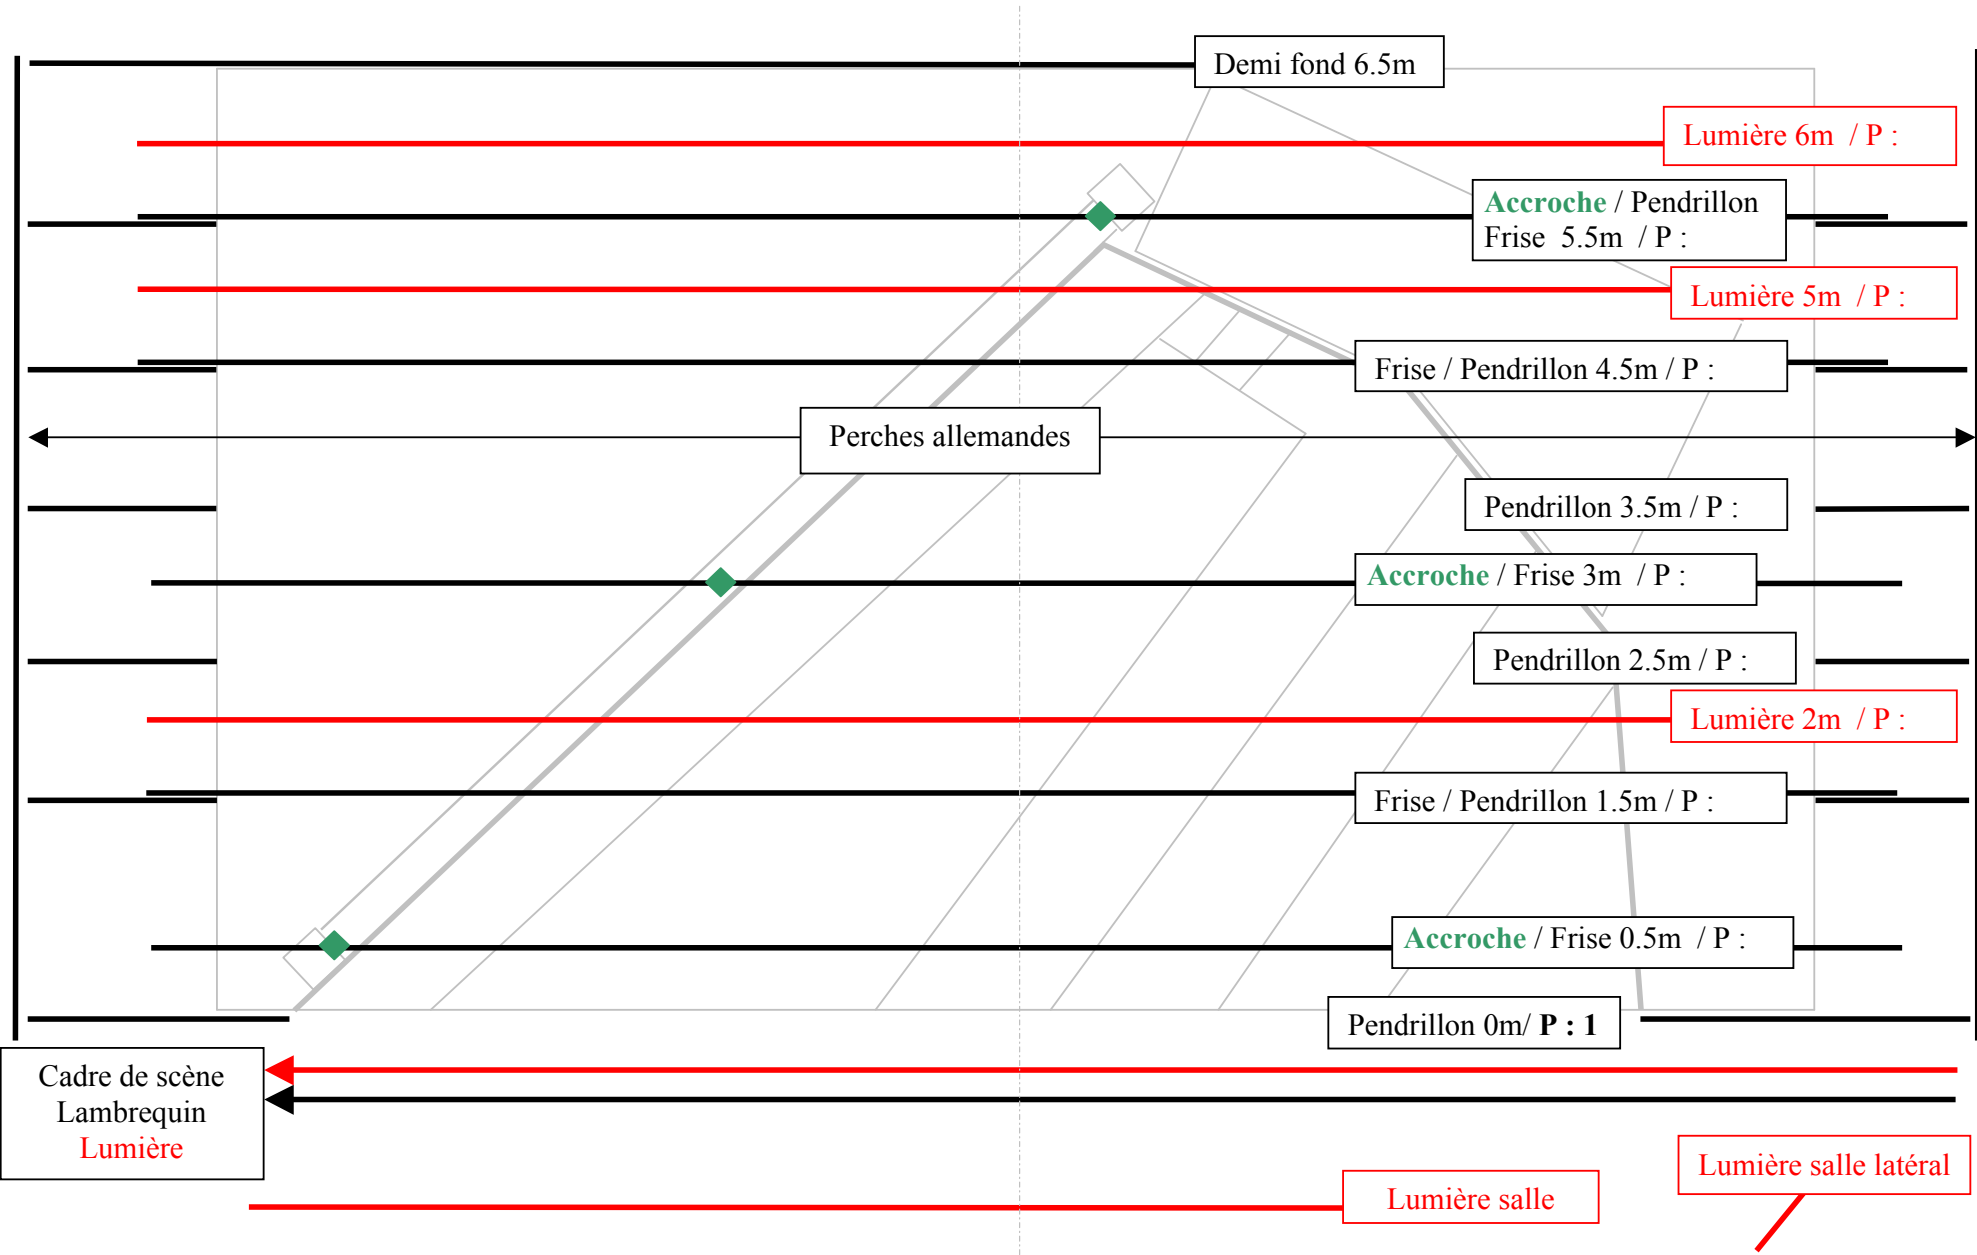 Demi fond 6.5m
Lumière 6m / P :
Accroche / Pendrillon
Frise 5.5m / P :
Lumière 5m / P :
Frise / Pendrillon 4.5m / P :
Perches allemandes
Pendrillon 3.5m / P :
Accroche / Frise 3m / P :
Pendrillon 2.5m / P :
Lumière 2m / P :
Frise / Pendrillon 1.5m / P :
Accroche / Frise 0.5m / P :
Pendrillon 0m/ P : 1
Cadre de scène
Lambrequin
Lumière
Lumière salle latéral
Lumière salle